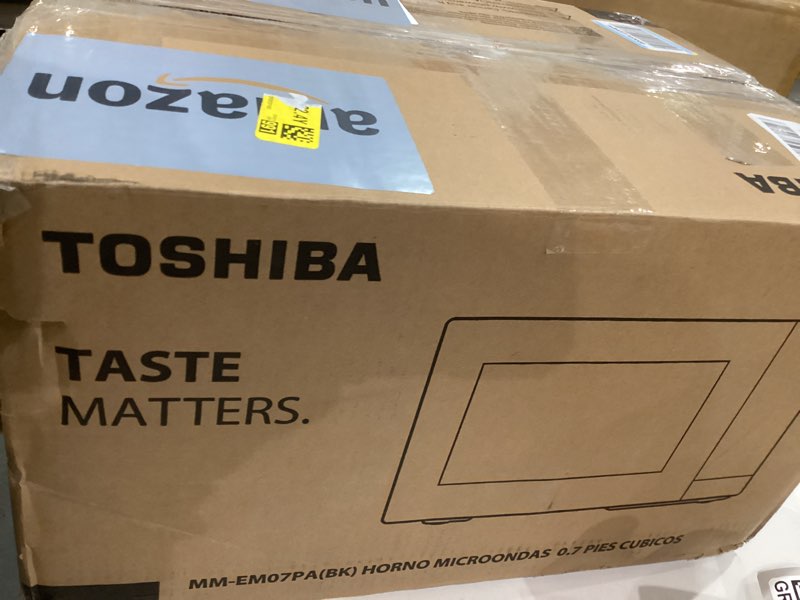 amazon
TOSHIBA
TASTE
MATTERS.
MM-EM07PA(BK) HORNO MICROONDAS 0.7 PIES CUBICOS